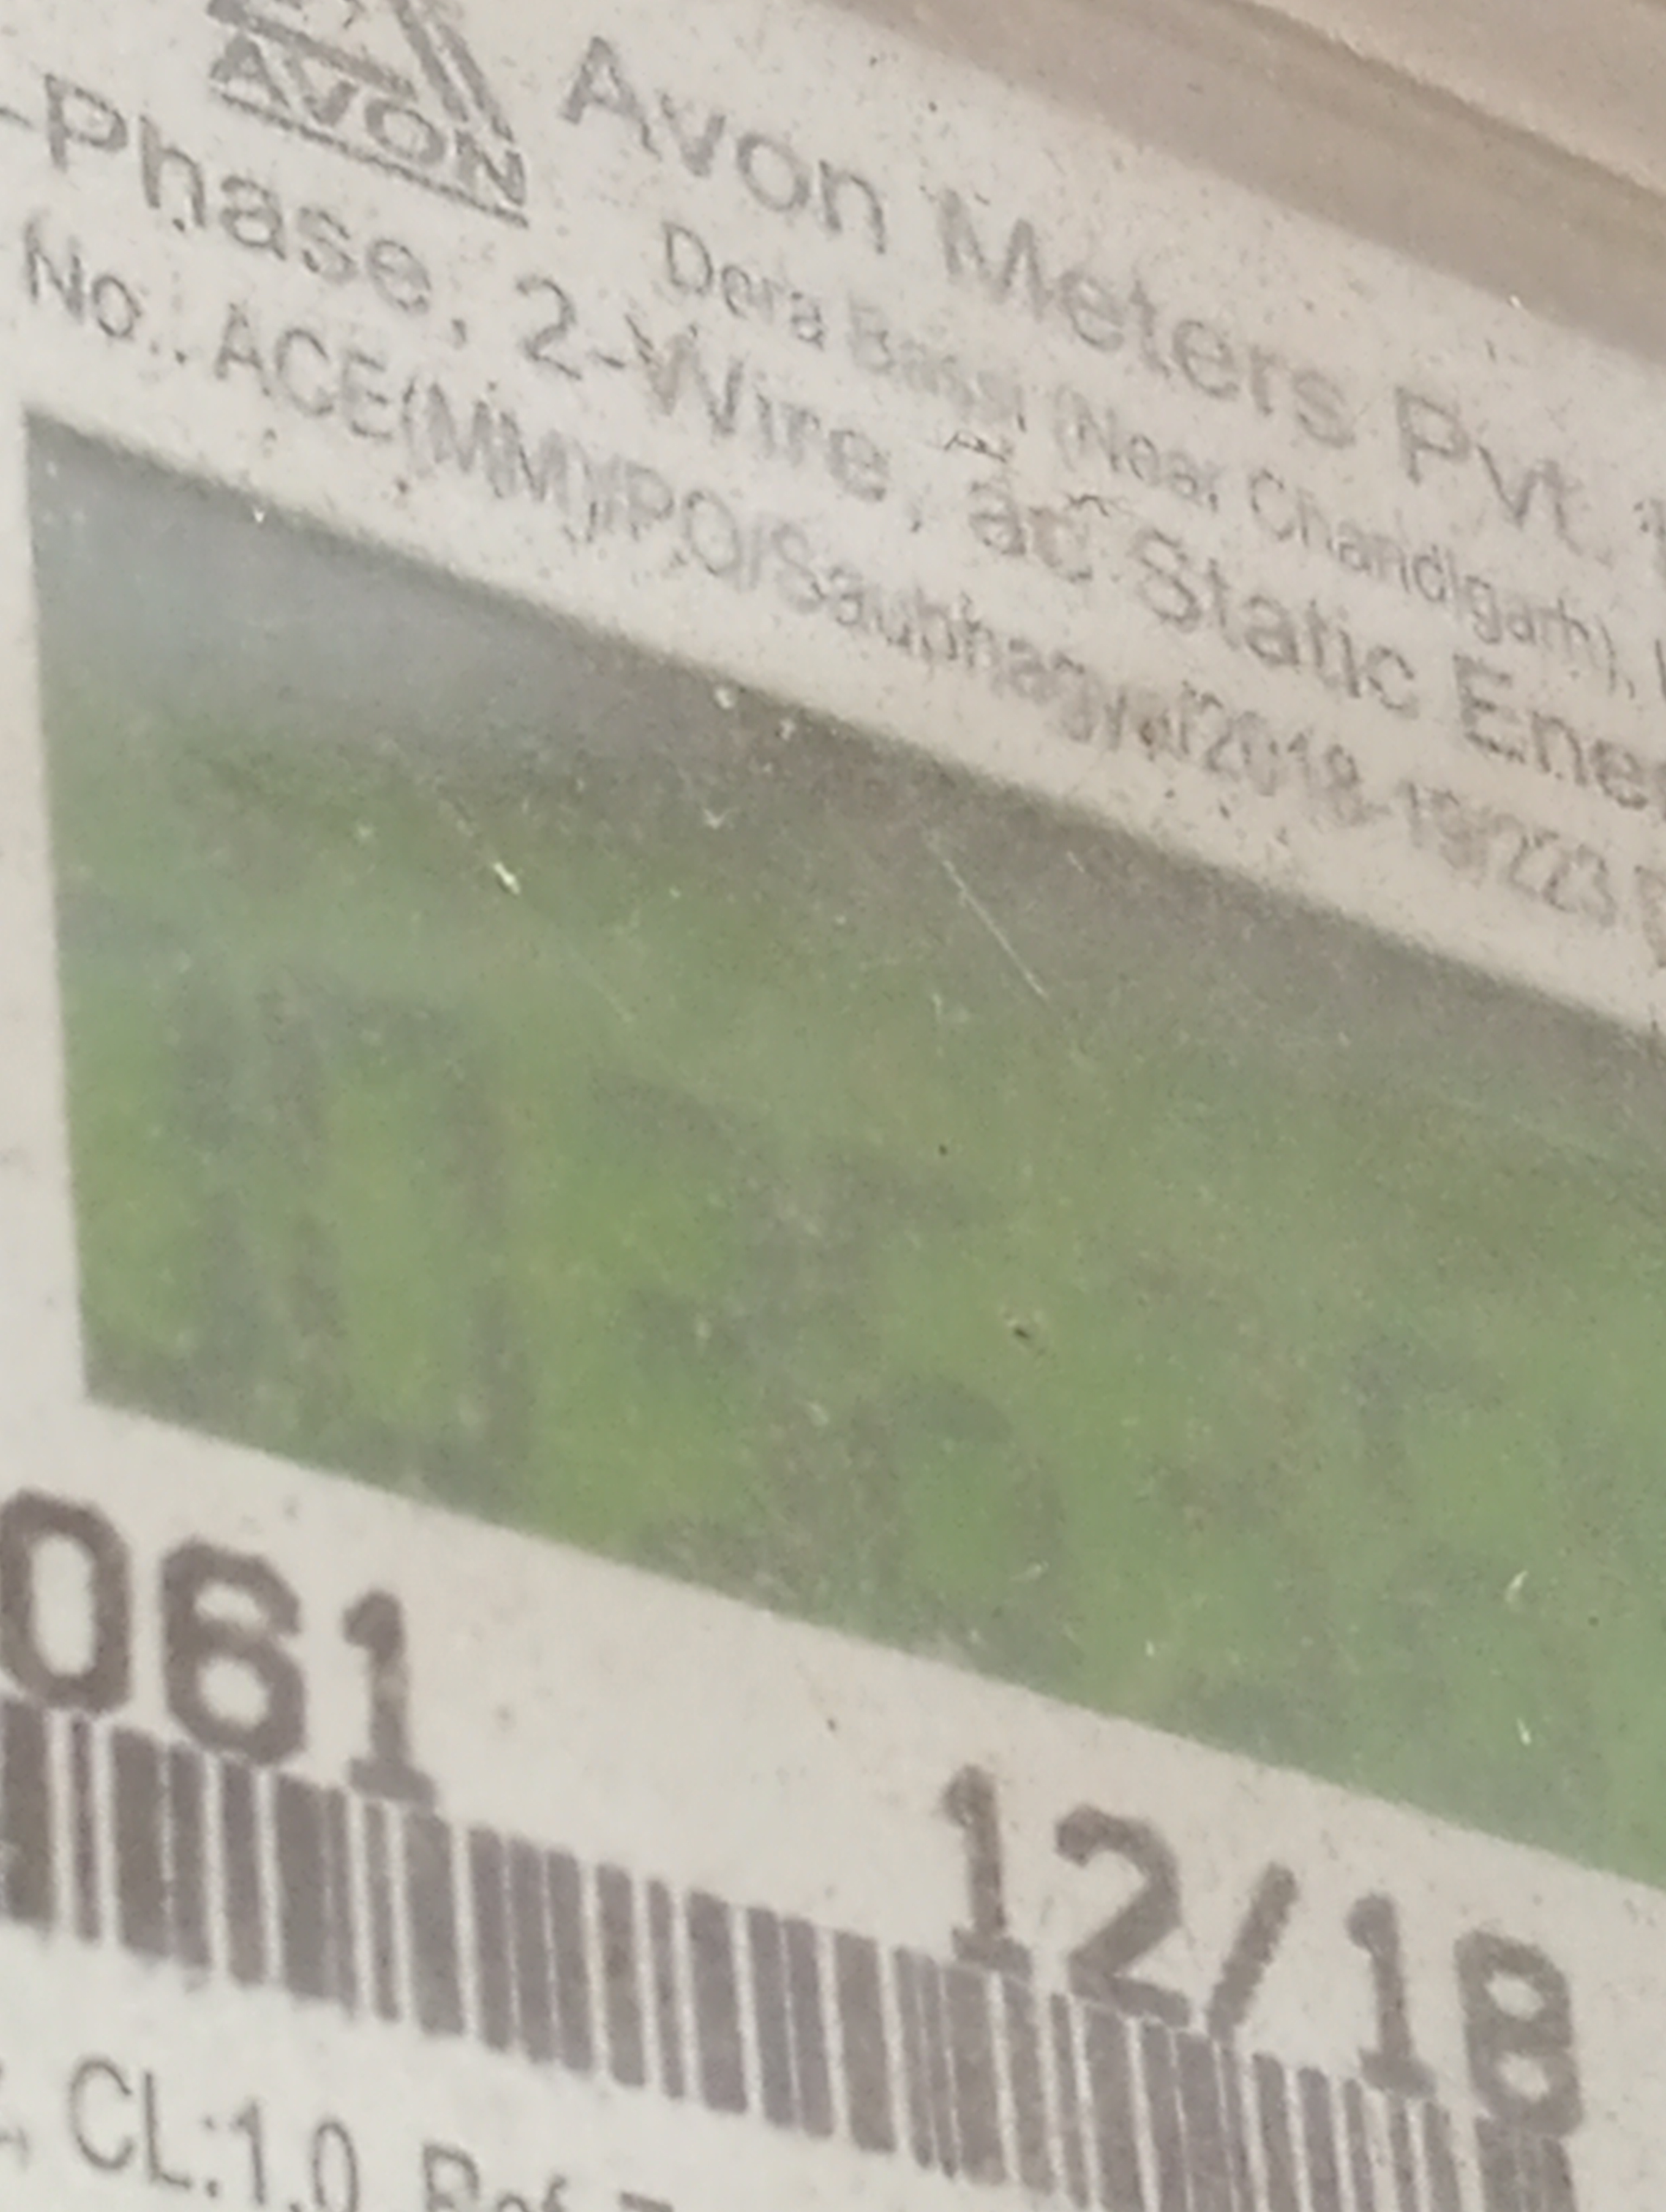 AVON
Avon Meters Pvt.
Dera Bassi (Near Chandigarh),
-Phase, 2-Wire, ac Static Ener
No.. ACE(MM)/PO/Saubhagya/2018-19/223
061
12/18
CL:1.0